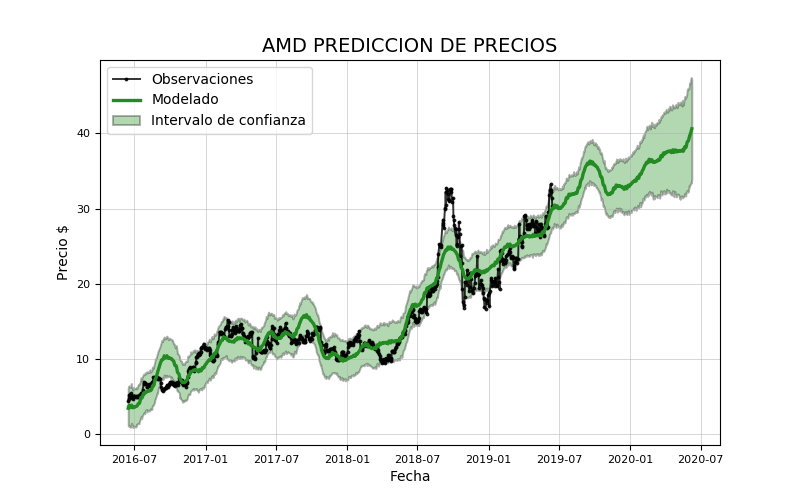 AMD PREDICCION DE PRECIOS
Observaciones
Modelado
Intervalo de confianza
Precio $
40
30
20
10
0
2016-07 2017-01 2017-07 2018-01 2018-07 2019-01 2019-07 2020-01 2020-07
Fecha